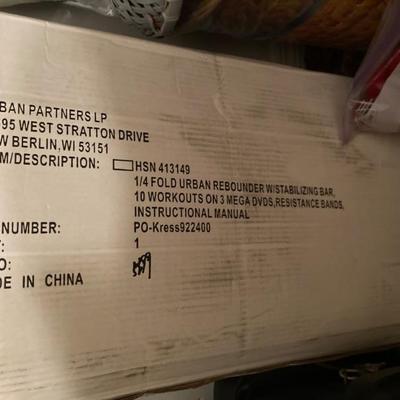 BAN PARTNERS LP
95 WEST STRATTON DRIVE
W BERLIN,WI 53151
M/DESCRIPTION: HSN 413149
1/4 FOLD URBAN REBOUNDER W/STABILIZING BAR,
10 WORKOUTS ON 3 MEGA DVDS,RESISTANCE BANDS,
INSTRUCTIONAL MANUAL
NUMBER: PO-Kress922400
: 1
O:
DE IN CHINA